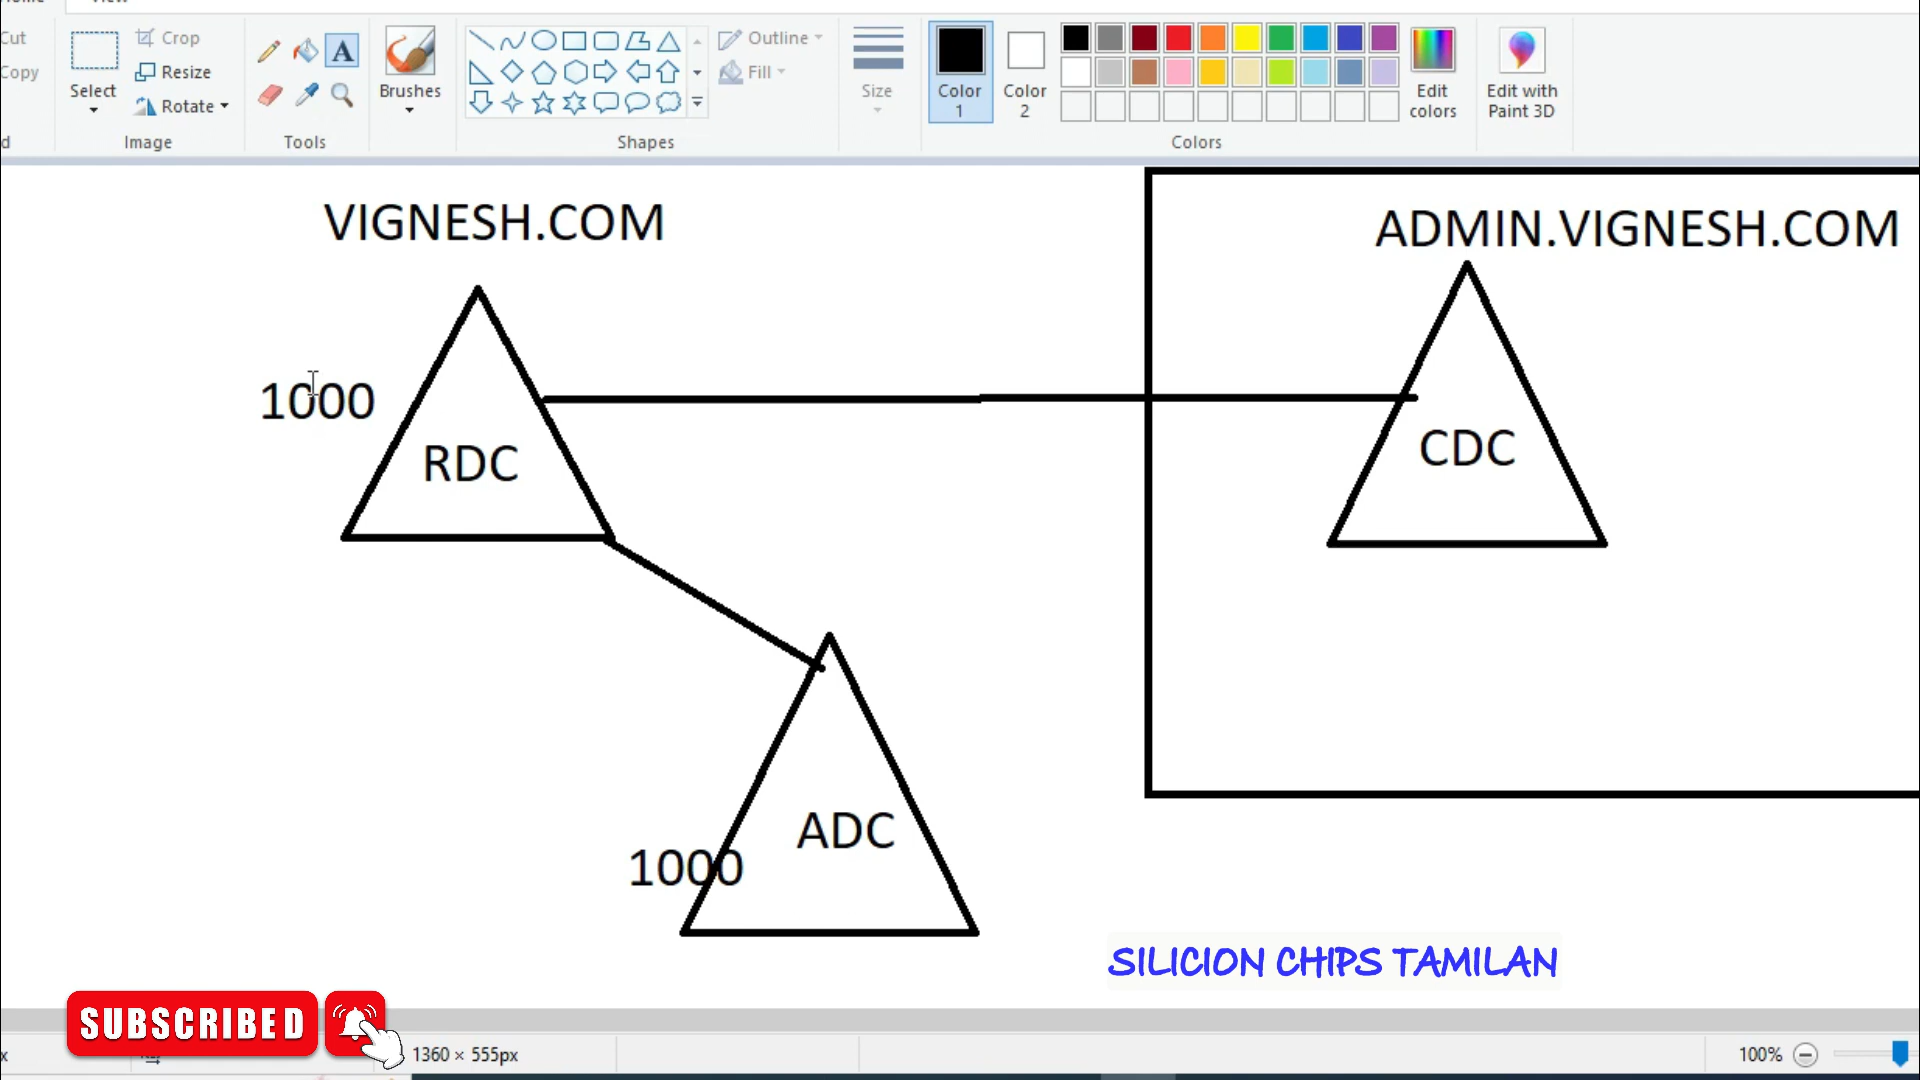 Cut
Copy
Select
Crop
Resize
Rotate
Image
Tools
Brushes
Shapes
Outline
Fill
Size
Color 1
Color 2
Colors
Edit colors
Edit with Paint 3D
VIGNESH.COM
ADMIN.VIGNESH.COM
1000
RDC
CDC
ADC
1000
SILICION CHIPS TAMILAN
SUBSCRIBED
1360 × 555px
100%